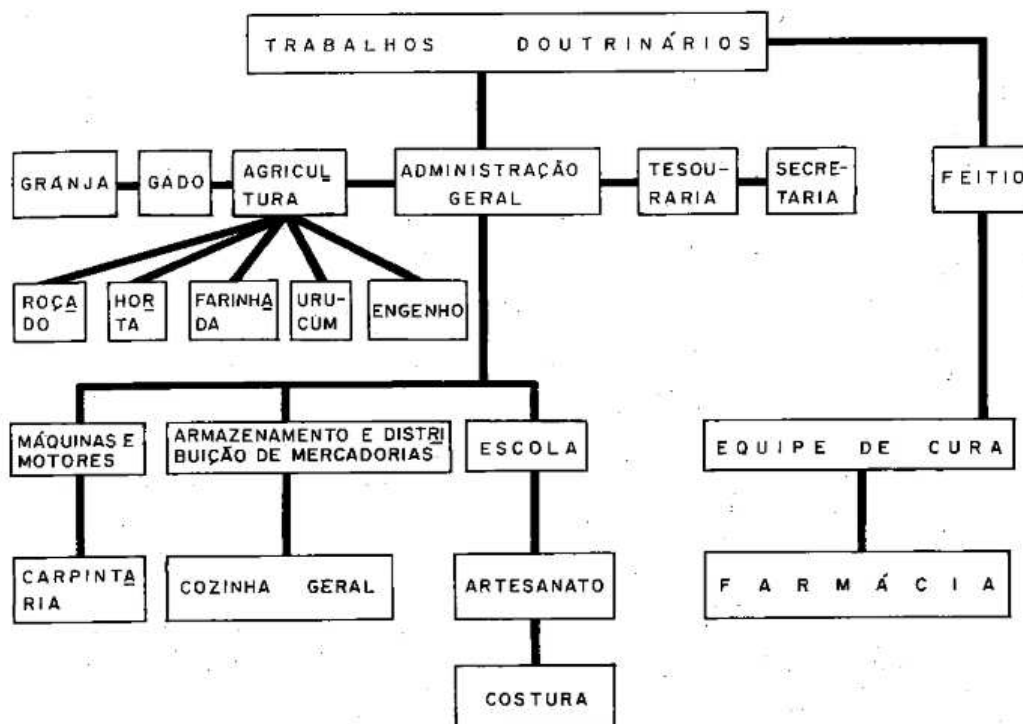 TRABALHOS DOUTRINÁRIOS
GRANJA
GADO
AGRICUL
TURA
ADMINISTRAÇÃO
GERAL
TESOU-
RARIA
SECRE-
TARIA
FEITIO
ROÇA
DO
HOR
TA
FARINHA
DA
URU-
CÚM
ENGENHO
MÁQUINAS E
MOTORES
ARMAZENAMENTO E DISTRI
BUIÇÃO DE MERCADORIAS
ESCOLA
EQUIPE DE CURA
CARPINTA
RIA
COZINHA GERAL
ARTESANATO
FARMÁCIA
COSTURA